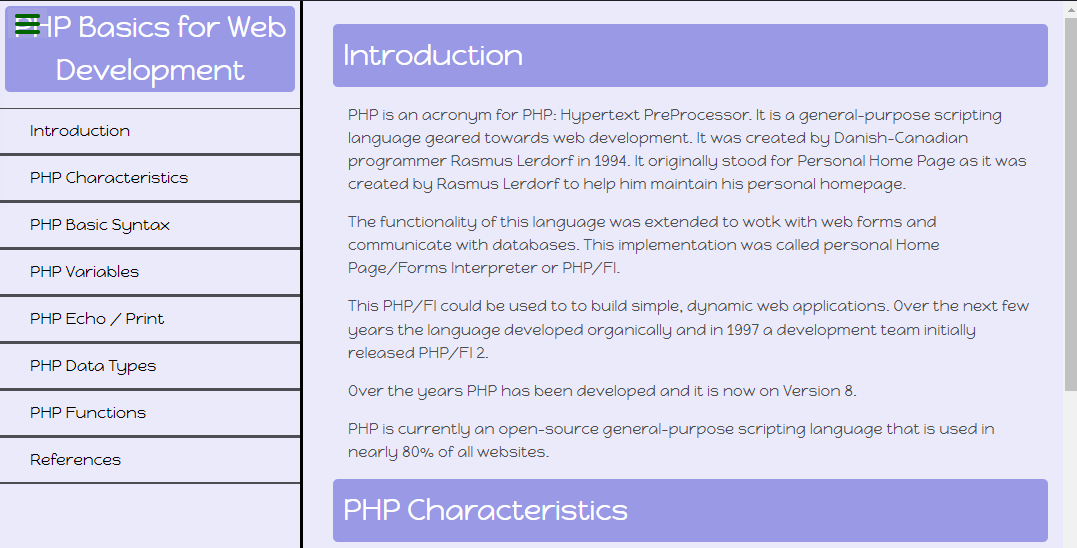 PHP Basics for Web
Development
Introduction
PHP Characteristics
PHP Basic Syntax
PHP Variables
PHP Echo / Print
PHP Data Types
PHP Functions
References
Introduction
PHP is an acronym for PHP: Hypertext PreProcessor. It is a general-purpose scripting
language geared towards web development. It was created by Danish-Canadian
programmer Rasmus Lerdorf in 1994. It originally stood for Personal Home Page as it was
created by Rasmus Lerdorf to help him maintain his personal homepage.
The functionality of this language was extended to wotk with web forms and
communicate with databases. This implementation was called personal Home
Page/Forms Interpreter or PHP/FI.
This PHP/FI could be used to to build simple, dynamic web applications. Over the next few
years the language developed organically and in 1997 a development team initially
released PHP/FI 2.
Over the years PHP has been developed and it is now on Version 8.
PHP is currently an open-source general-purpose scripting language that is used in
nearly 80% of all websites.
PHP Characteristics